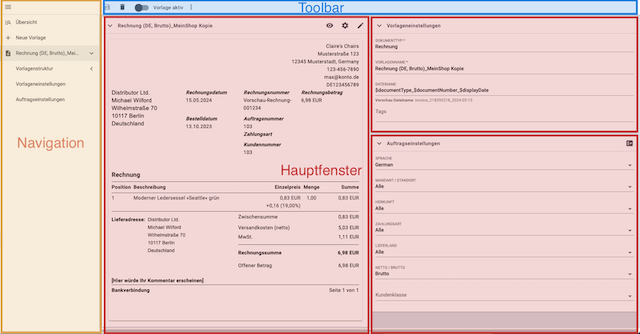 Toolbar
Vorlage aktiv
Übersicht
Neue Vorlage
Rechnung (DE, Brutto)_Mei...
Vorlagenstruktur
Vorlageneinstellungen
Auftragseinstellungen
Navigation
Rechnung (DE, Brutto)_MeinShop Kopie
Claire's Chairs
Musterstraße 123
12345 Musterstadt, Germany
123-456-7890
max@konto.de
DE123456789
Distributor Ltd.
Michael Wilford
Wilhelmstraße 70
10117 Berlin
Deutschland
Rechnungsdatum
15.05.2024
Bestelldatum
13.10.2023
Rechnungsnummer
Vorschau-Rechnung-
001234
Auftragsnummer
103
Zahlungsart
Kundennummer
103
Rechnungsbetrag
6,98 EUR
Hauptfenster
Rechnung
Position Beschreibung Einzelpreis Menge Summe
1 Moderner Ledersessel »Seattle« grün 0,83 EUR 1,00 0,83 EUR
+0,16 (19,00%)
Lieferadresse: Distributor Ltd.
Michael Wilford
Wilhelmstraße 70
10117 Berlin
Deutschland
Zwischensumme 0,83 EUR
Versandkosten (netto) 5,03 EUR
MwSt. 1,11 EUR
Rechnungssumme 6,98 EUR
Offener Betrag 6,98 EUR
[Hier würde Ihr Kommentar erscheinen]
Bankverbindung Seite 1 von 1
Vorlageneinstellungen
DOKUMENTTYP *
Rechnung
VORLAGENNAME *
Rechnung (DE, Brutto)_MeinShop Kopie
DATEINAME
$documentType_$documentNumber_$displayDate
Vorschau Dateiname
Tags
Auftragseinstellungen
SPRACHE
German
MANDANT / STANDORT
Alle
HERKUNFT
Alle
ZAHLUNGSART
Alle
LIEFERLAND
Alle
NETTO / BRUTTO
Brutto
Kundenklasse